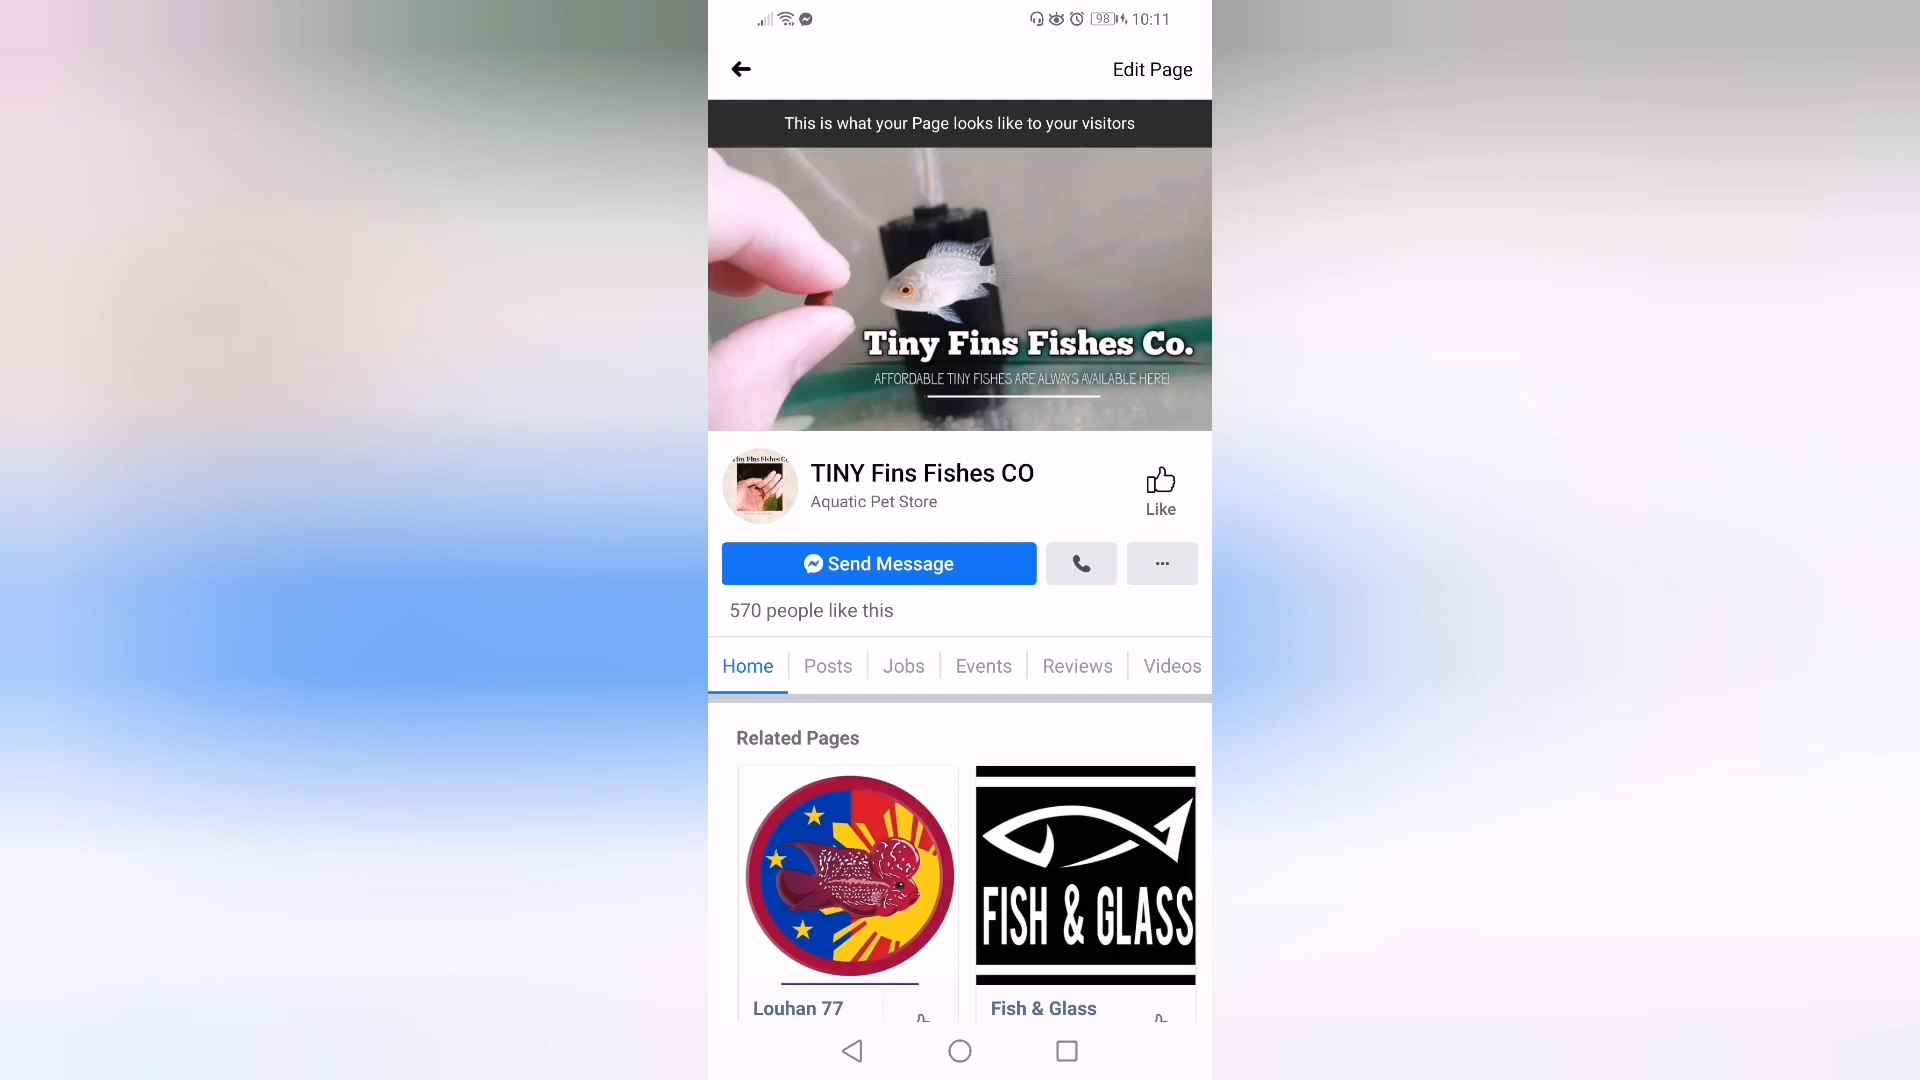 98 10:11
Edit Page
This is what your Page looks like to your visitors
Tiny Fins Fishes Co.
AFFORDABLE TINY FISHES ARE ALWAYS AVAILABLE HERE!
TINY Fins Fishes CO
Aquatic Pet Store
Like
Send Message
570 people like this
Home Posts Jobs Events Reviews Videos
Related Pages
FISH & GLASS
Louhan 77
Fish & Glass